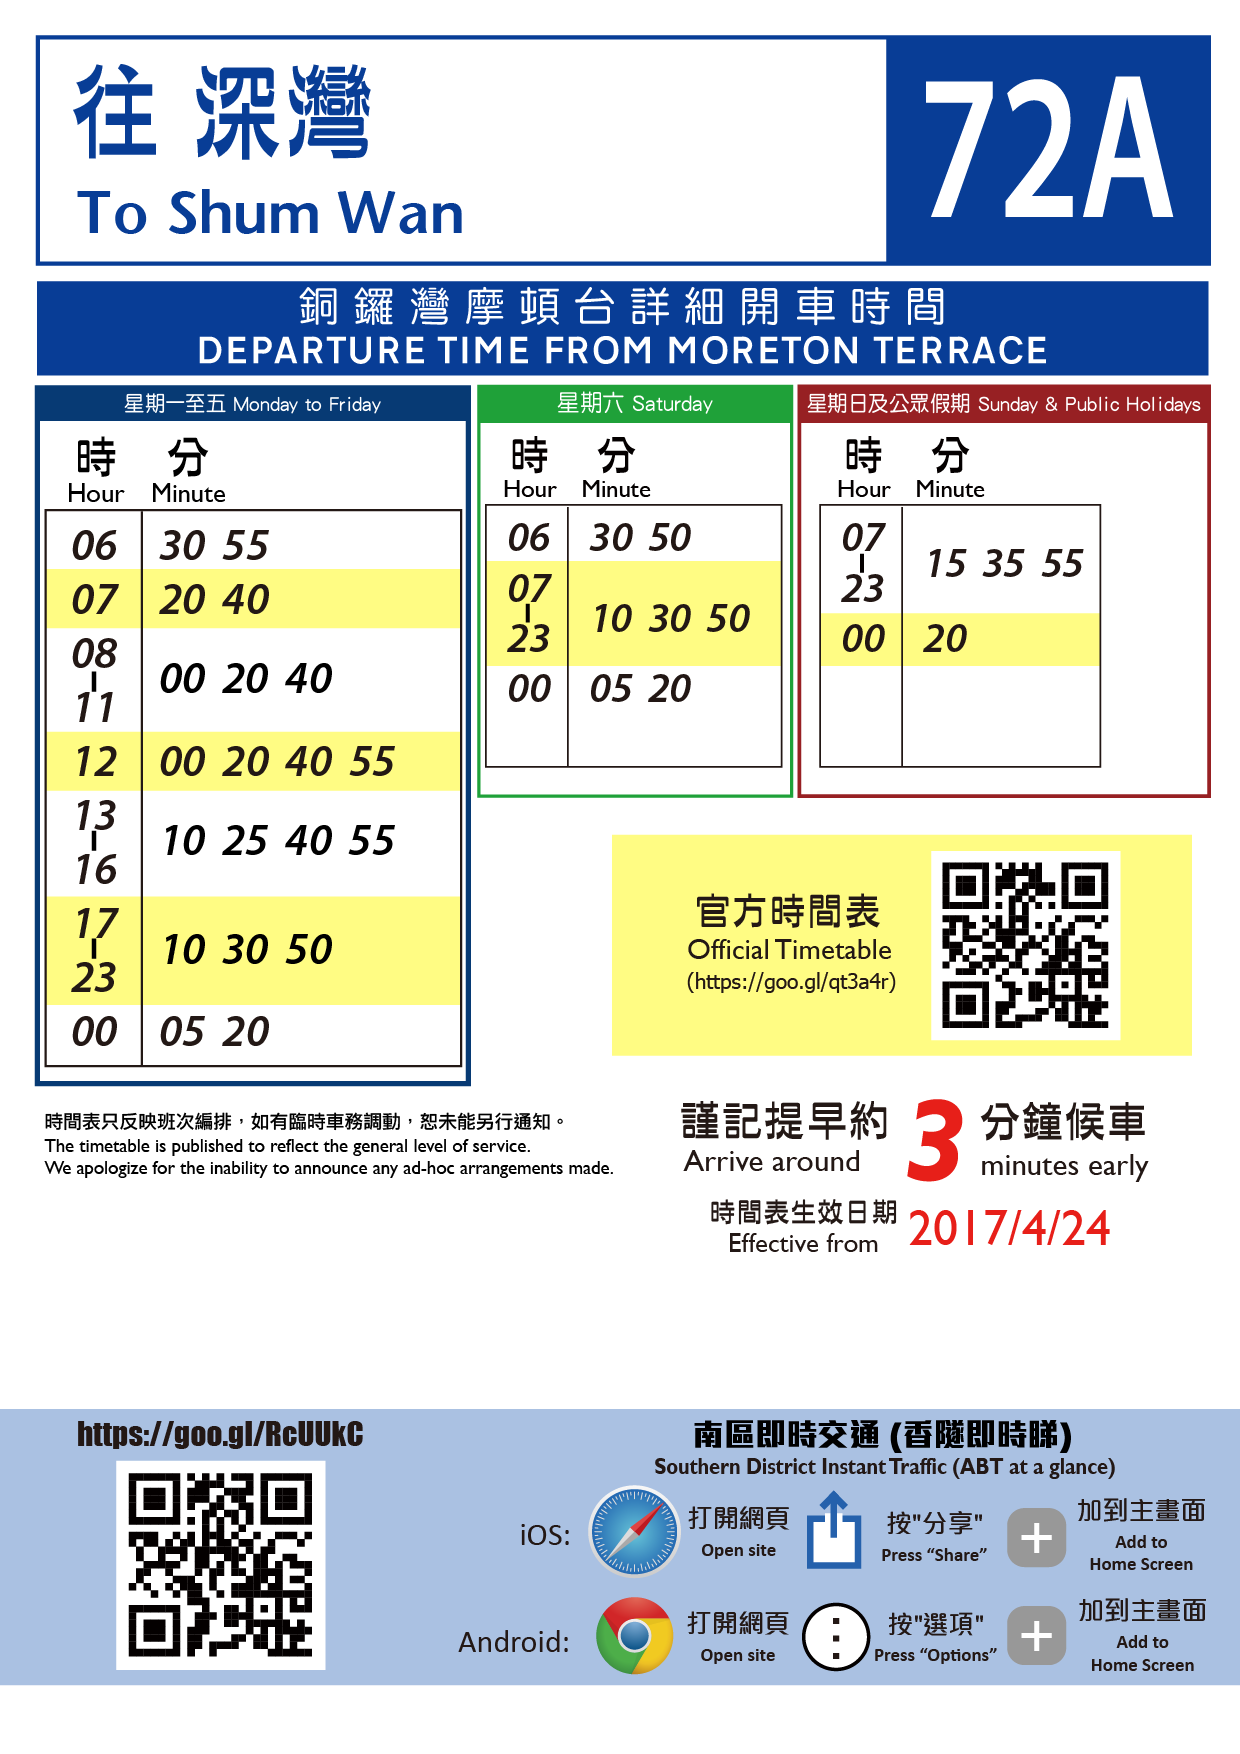 往 深灣
To Shum Wan
72A
銅鑼灣摩頓台詳細開車時間
DEPARTURE TIME FROM MORETON TERRACE
星期一至五 Monday to Friday
時 分
Hour Minute
06 30 55
07 20 40
08
-
11
00 20 40
12 00 20 40 55
13
-
16
10 25 40 55
17
-
23
10 30 50
00 05 20
星期六 Saturday
時 分
Hour Minute
06 30 50
07
-
23
10 30 50
00 05 20
星期日及公眾假期 Sunday & Public Holidays
時 分
Hour Minute
07
-
23
15 35 55
00 20
官方時間表
Official Timetable
(https://goo.gl/qt3a4r)
時間表只反映班次編排，如有臨時車務調動，恕未能另行通知。
The timetable is published to reflect the general level of service.
We apologize for the inability to announce any ad-hoc arrangements made.
謹記提早約 3 分鐘候車
Arrive around minutes early
時間表生效日期
Effective from
2017/4/24
https://goo.gl/RcUUkC
南區即時交通 (香隧即時睇)
Southern District Instant Traffic (ABT at a glance)
iOS:
打開網頁
Open site
按"分享"
Press “Share”
加到主畫面
Add to
Home Screen
Android:
打開網頁
Open site
按"選項"
Press “Options”
加到主畫面
Add to
Home Screen